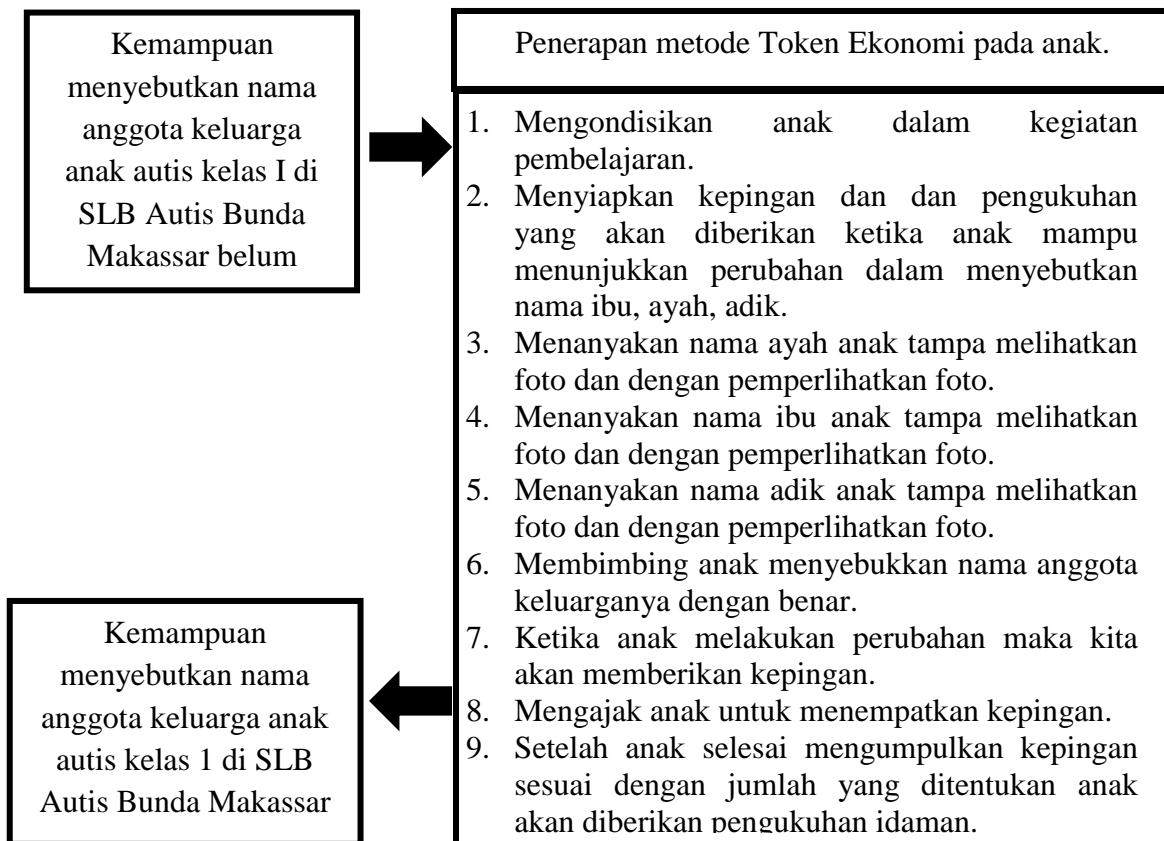 Kemampuan
menyebutkan nama
anggota keluarga
anak autis kelas I di
SLB Autis Bunda
Makassar belum
Penerapan metode Token Ekonomi pada anak.
1. Mengondisikan anak dalam kegiatan
pembelajaran.
2. Menyiapkan kepingan dan dan pengukuhan
yang akan diberikan ketika anak mampu
menunjukkan perubahan dalam menyebutkan
nama ibu, ayah, adik.
3. Menanyakan nama ayah anak tampa melihatkan
foto dan dengan pemperlihatkan foto.
4. Menanyakan nama ibu anak tampa melihatkan
foto dan dengan pemperlihatkan foto.
5. Menanyakan nama adik anak tampa melihatkan
foto dan dengan pemperlihatkan foto.
6. Membimbing anak menyebukkan nama anggota
keluarganya dengan benar.
7. Ketika anak melakukan perubahan maka kita
akan memberikan kepingan.
8. Mengajak anak untuk menempatkan kepingan.
9. Setelah anak selesai mengumpulkan kepingan
sesuai dengan jumlah yang ditentukan anak
akan diberikan pengukuhan idaman.
Kemampuan
menyebutkan nama
anggota keluarga anak
autis kelas 1 di SLB
Autis Bunda Makassar